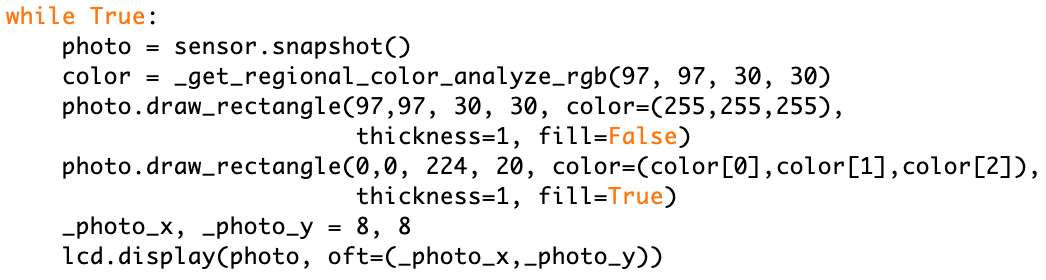 while True:
    photo = sensor.snapshot()
    color = _get_regional_color_analyze_rgb(97, 97, 30, 30)
    photo.draw_rectangle(97,97, 30, 30, color=(255,255,255),
                         thickness=1, fill=False)
    photo.draw_rectangle(0,0, 224, 20, color=(color[0],color[1],color[2]),
                         thickness=1, fill=True)
    _photo_x, _photo_y = 8, 8
    lcd.display(photo, oft=(_photo_x,_photo_y))